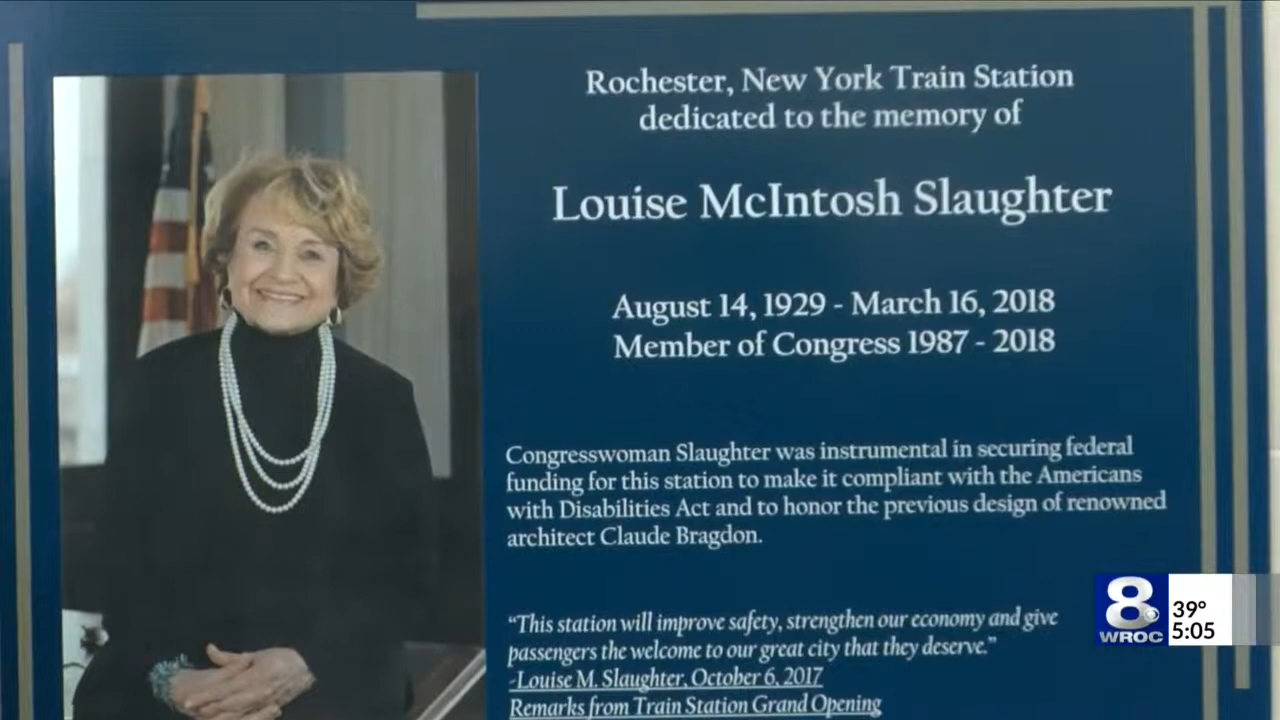 Rochester, New York Train Station
dedicated to the memory of
Louise McIntosh Slaughter
August 14, 1929 - March 16, 2018
Member of Congress 1987 - 2018
Congresswoman Slaughter was instrumental in securing federal
funding for this station to make it compliant with the Americans
with Disabilities Act and to honor the previous design of renowned
architect Claude Bragdon.
"This station will improve safety, strengthen our economy and give
passengers the welcome to our great city that they deserve."
-Louise M. Slaughter, October 6, 2017
Remarks from Train Station Grand Opening
8
WROC
39°
5:05